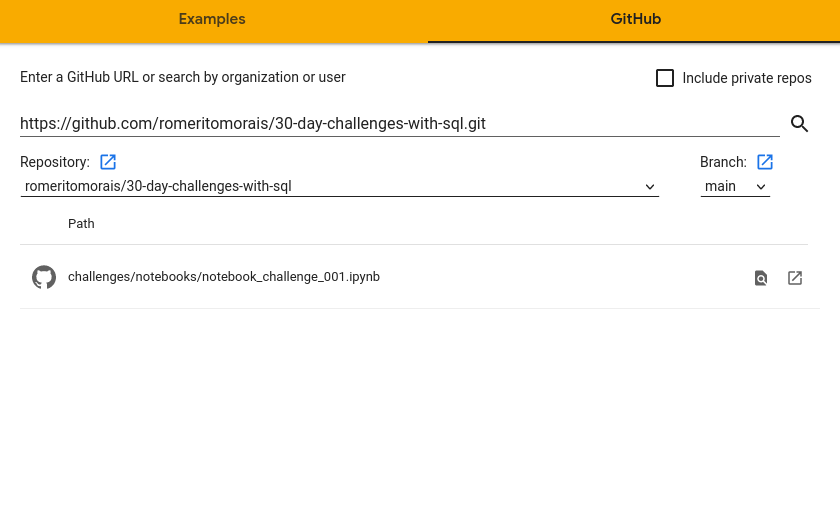 Examples
GitHub
Enter a GitHub URL or search by organization or user
Include private repos
https://github.com/romeritomorais/30-day-challenges-with-sql.git
Repository:
Branch:
romeritomorais/30-day-challenges-with-sql
main
Path
challenges/notebooks/notebook_challenge_001.ipynb